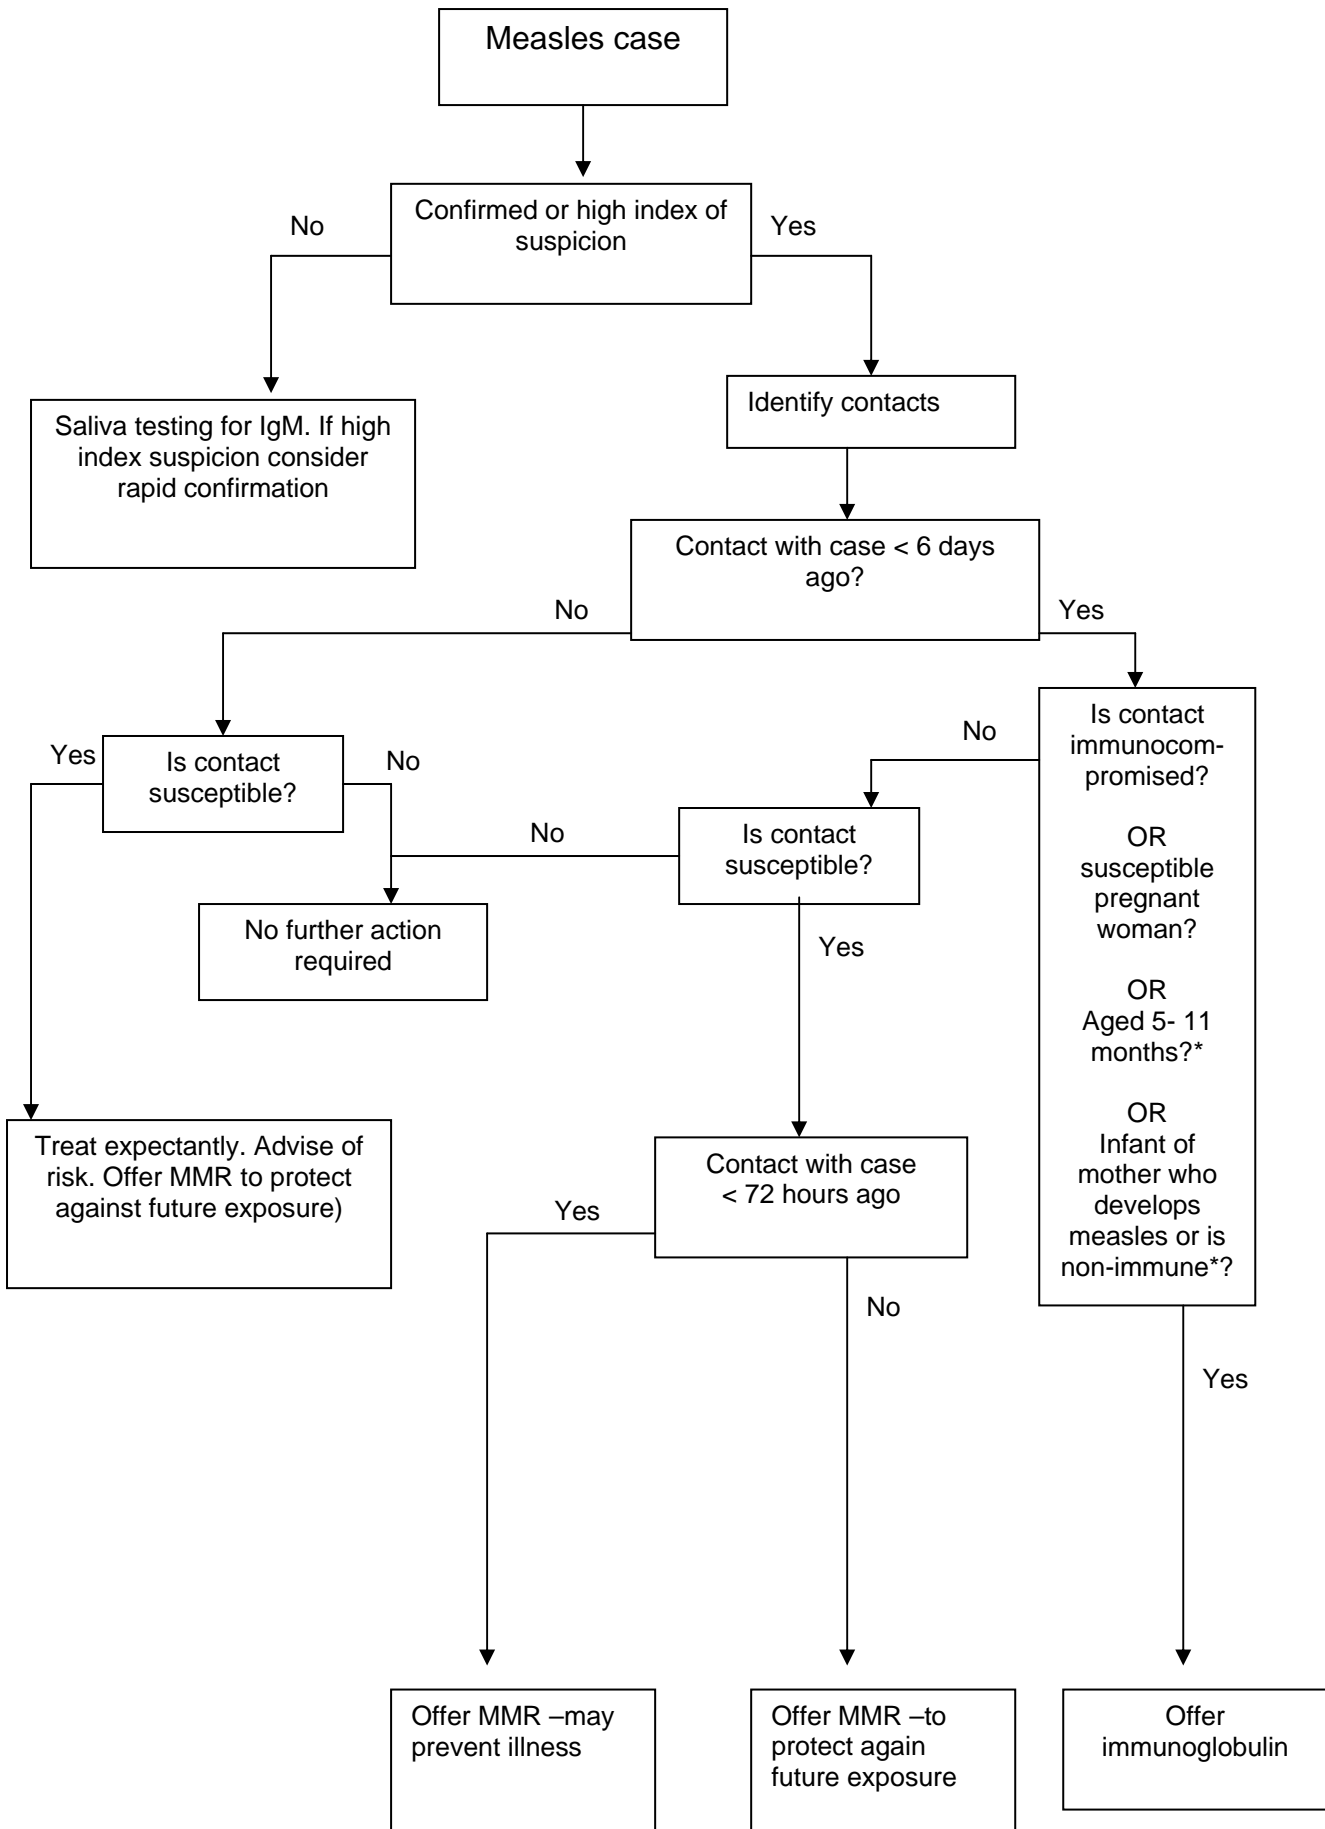 Measles case
Confirmed or high index of
suspicion
No
Yes
Saliva testing for IgM. If high
index suspicion consider
rapid confirmation
Identify contacts
Contact with case < 6 days
ago?
No
Yes
Is contact
susceptible?
Yes
No
Is contact
immunocom-
promised?
OR
susceptible
pregnant
woman?
OR
Aged 5- 11
months?*
OR
Infant of
mother who
develops
measles or is
non-immune*?
No
Is contact
susceptible?
No
No further action
required
Yes
Treat expectantly. Advise of
risk. Offer MMR to protect
against future exposure)
Contact with case
< 72 hours ago
Yes
No
Yes
Offer MMR –may
prevent illness
Offer MMR –to
protect again
future exposure
Offer
immunoglobulin